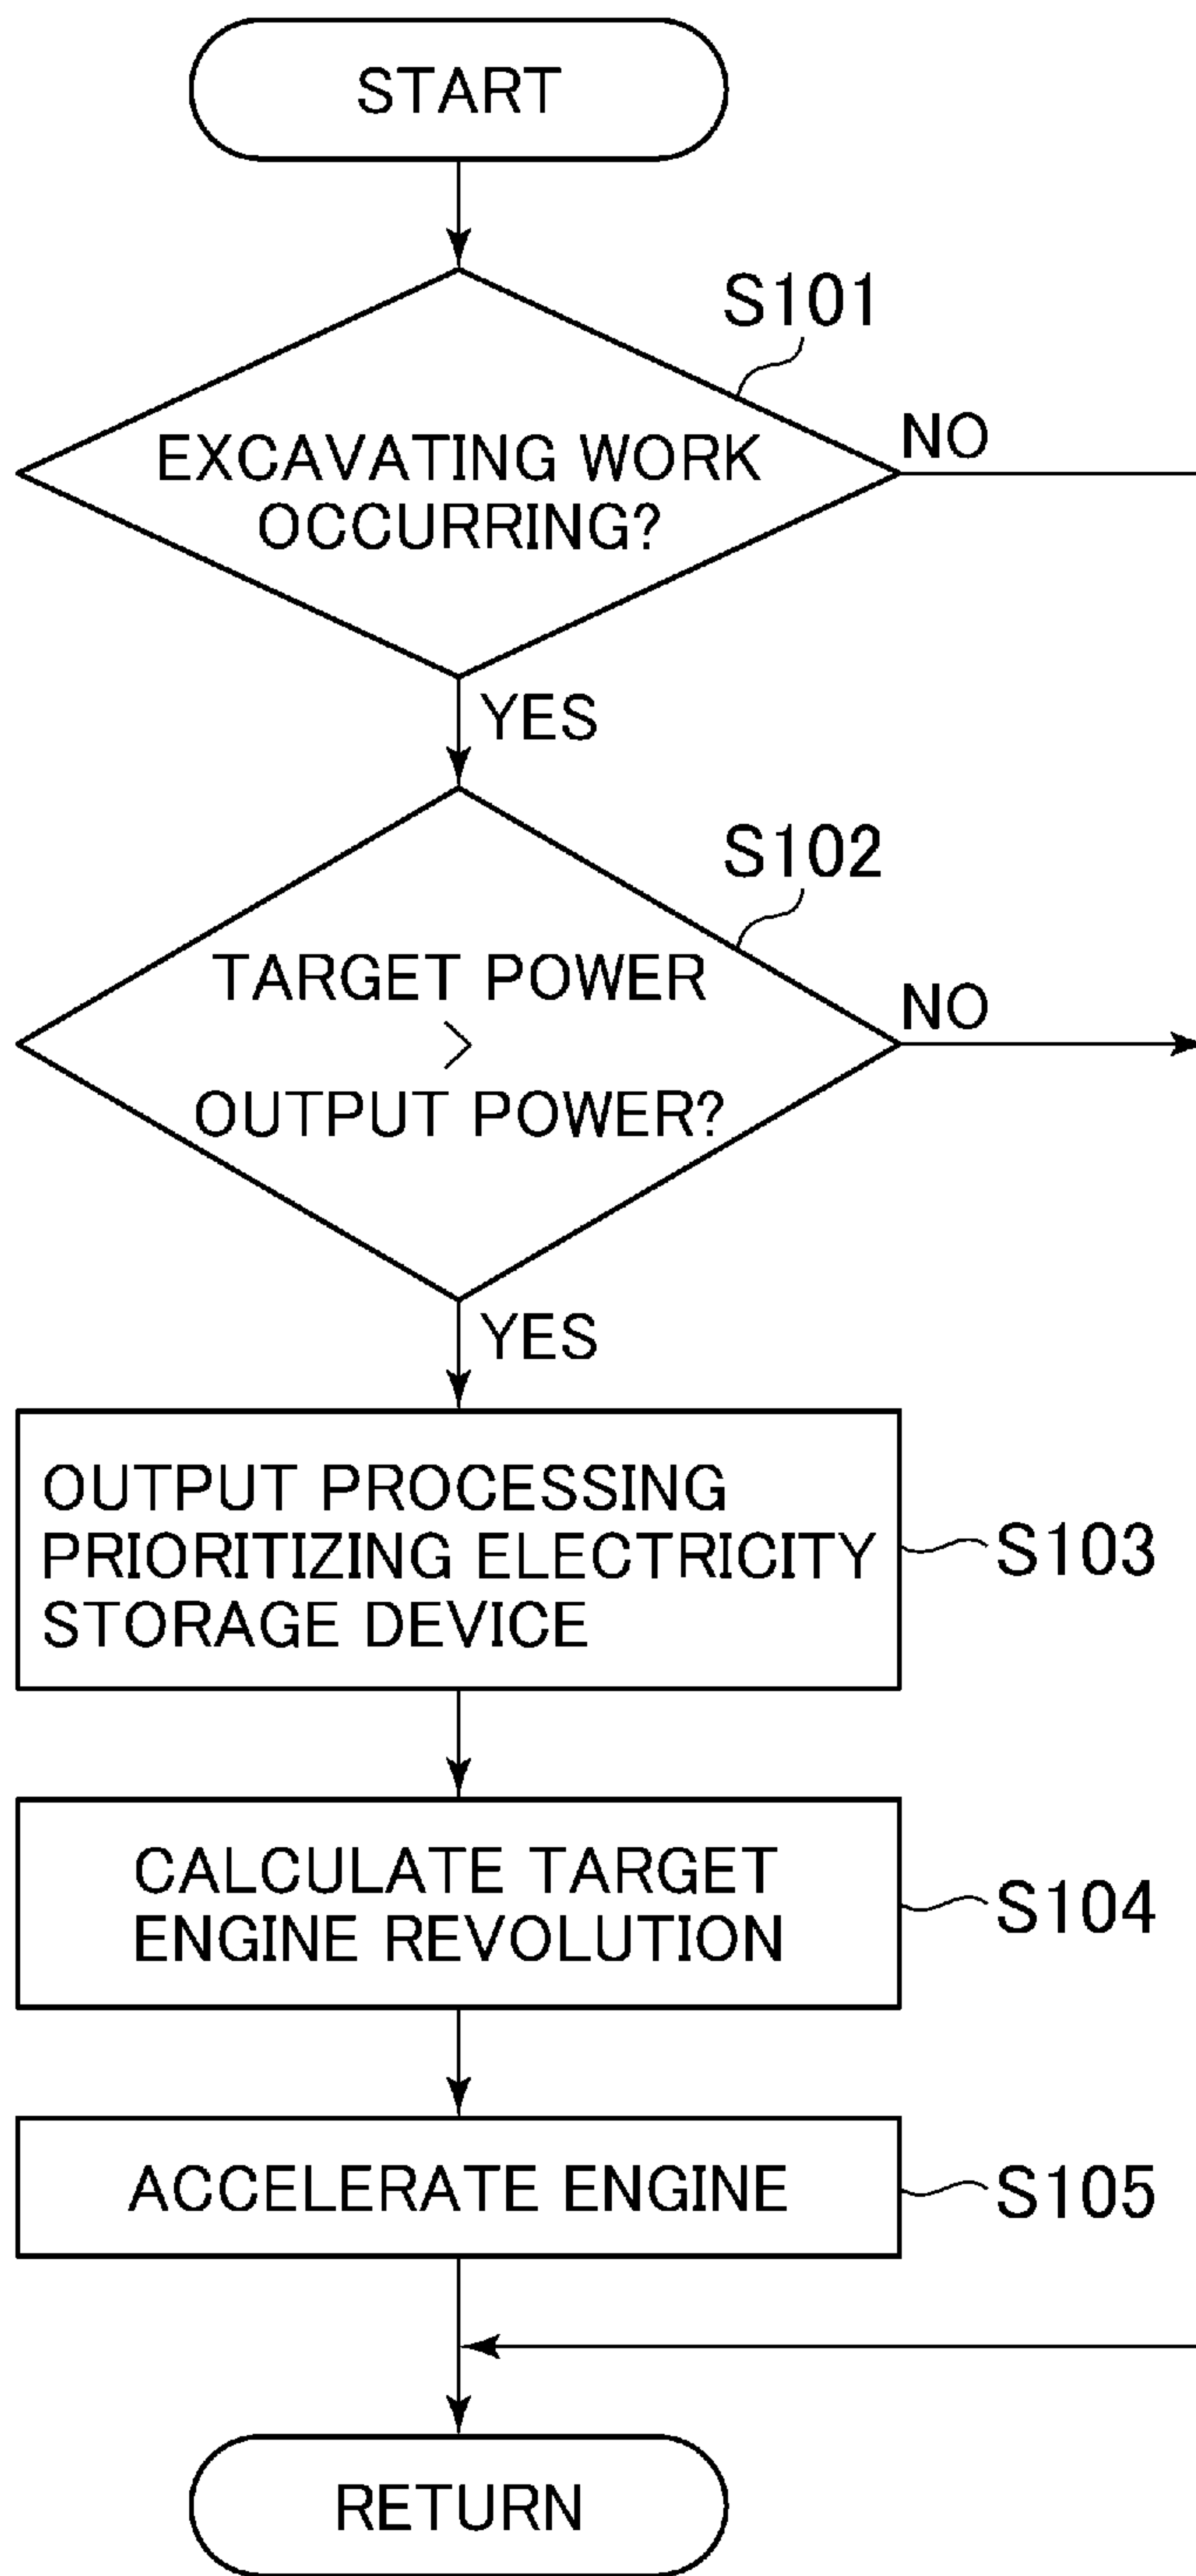 START
S101
EXCAVATING WORK
OCCURRING?
NO
YES
S102
TARGET POWER
>
OUTPUT POWER?
NO
YES
OUTPUT PROCESSING
PRIORITIZING ELECTRICITY
STORAGE DEVICE
S103
CALCULATE TARGET
ENGINE REVOLUTION
S104
ACCELERATE ENGINE
S105
RETURN